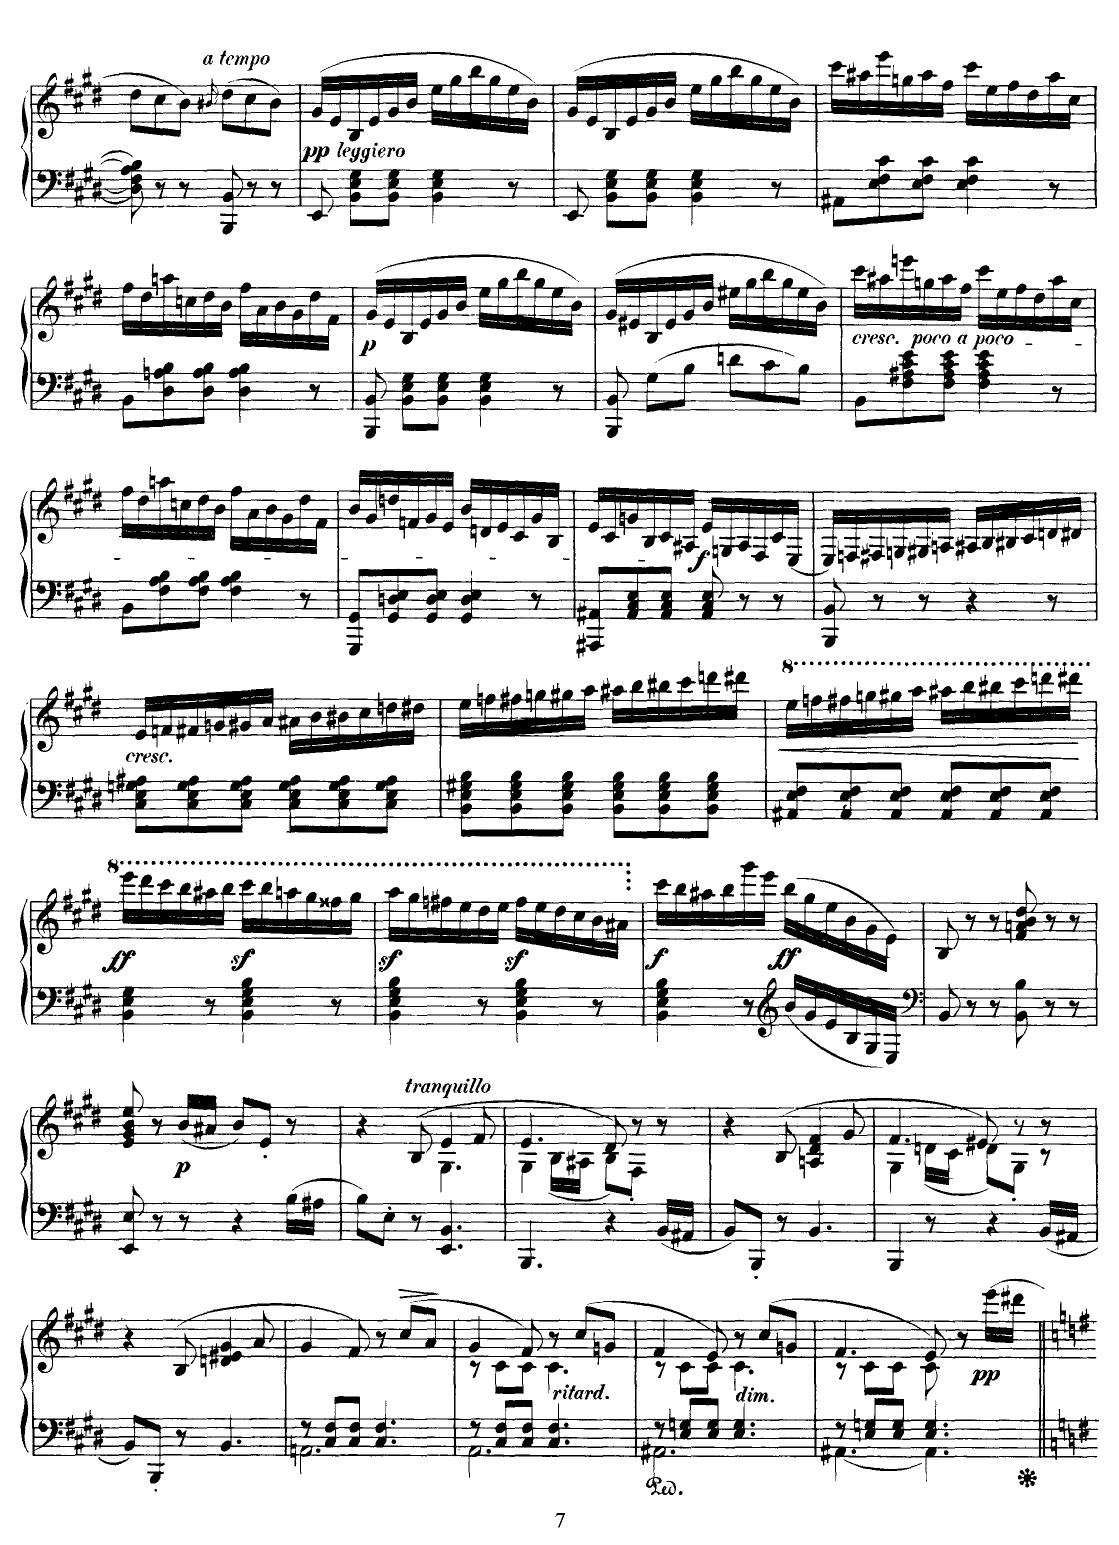 a tempo
pp leggiero
p
cresc. poco a poco
f
cresc.
8
8
ff sf sf sf f ff
tranquillo
p
ritard. dim. pp
Ped.
7